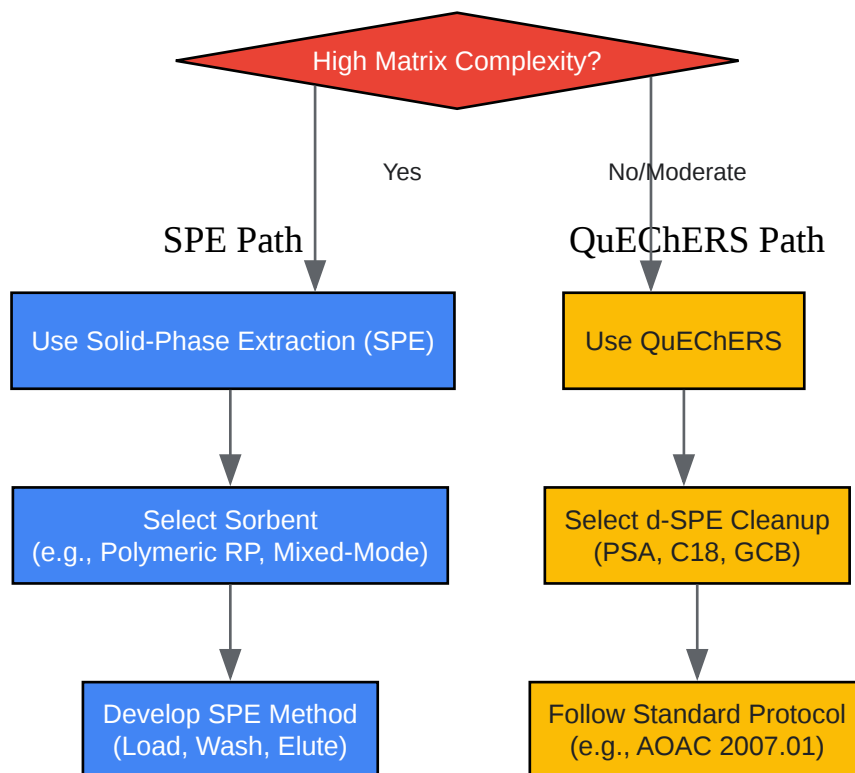 High Matrix Complexity?
Yes
No/Moderate
SPE Path
QuEChERS Path
Use Solid-Phase Extraction (SPE)
Use QuEChERS
Select Sorbent
(e.g., Polymeric RP, Mixed-Mode)
Select d-SPE Cleanup
(PSA, C18, GCB)
Develop SPE Method
(Load, Wash, Elute)
Follow Standard Protocol
(e.g., AOAC 2007.01)